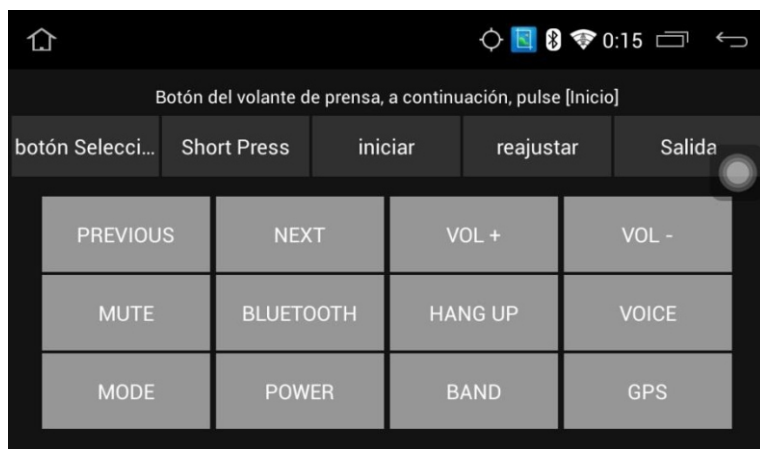 0:15
Botón del volante de prensa, a continuación, pulse [Inicio]
botón Selecci... Short Press iniciar reajustar Salida
PREVIOUS NEXT VOL + VOL -
MUTE BLUETOOTH HANG UP VOICE
MODE POWER BAND GPS